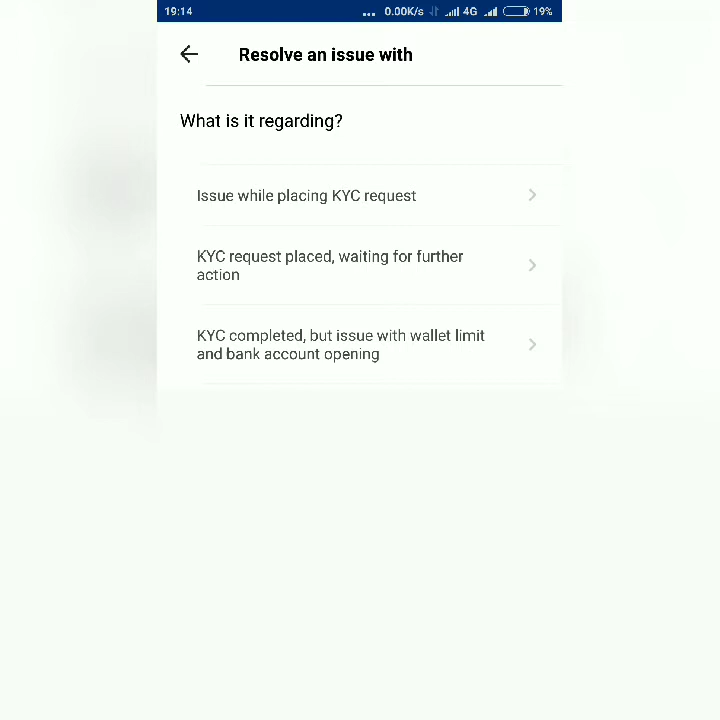 19:14 ... 0.00K/s 4G 19%
Resolve an issue with
What is it regarding?
Issue while placing KYC request
KYC request placed, waiting for further
action
KYC completed, but issue with wallet limit
and bank account opening